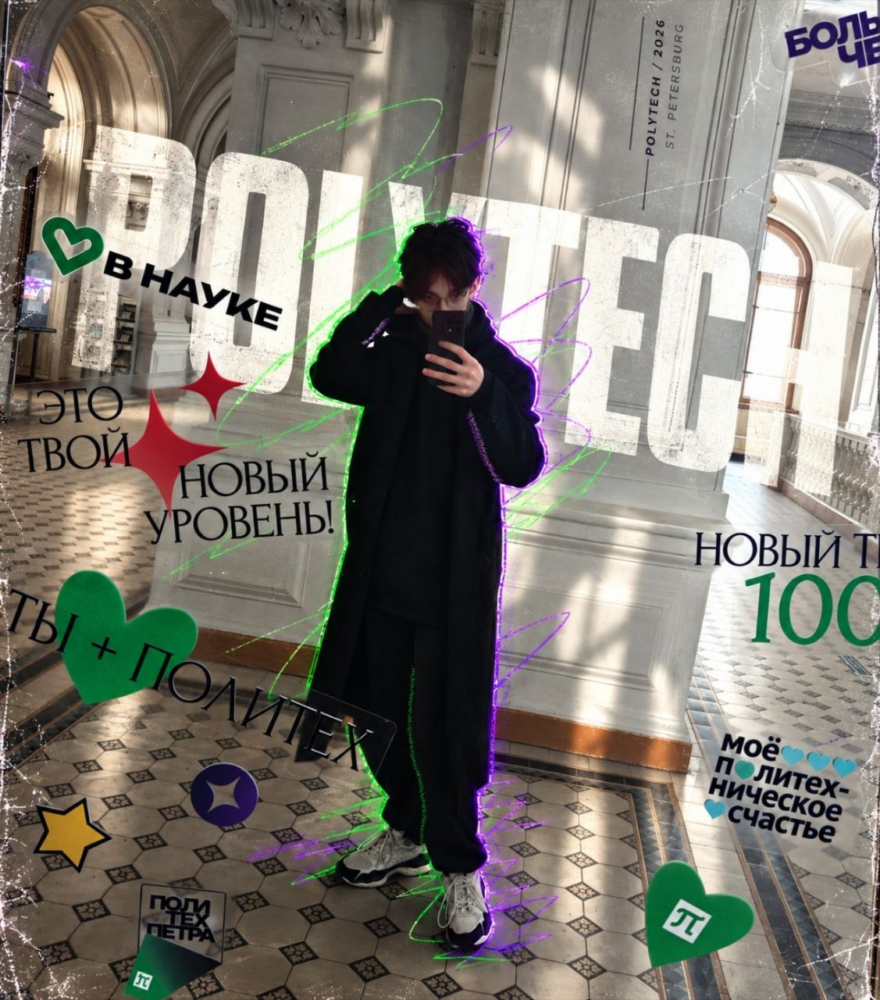 БОЛЬ
ЧЕ
POLYTECH / 2026
ST. PETERSBURG
POLYTECH
В НАУКЕ
ЭТО
ТВОЙ
НОВЫЙ
УРОВЕНЬ!
НОВЫЙ
100
ТЫ + ПОЛИТЕХ
моё
политех-
ническое
счастье
ПОЛИ
ТЕХ
ПЕТРА
π
π